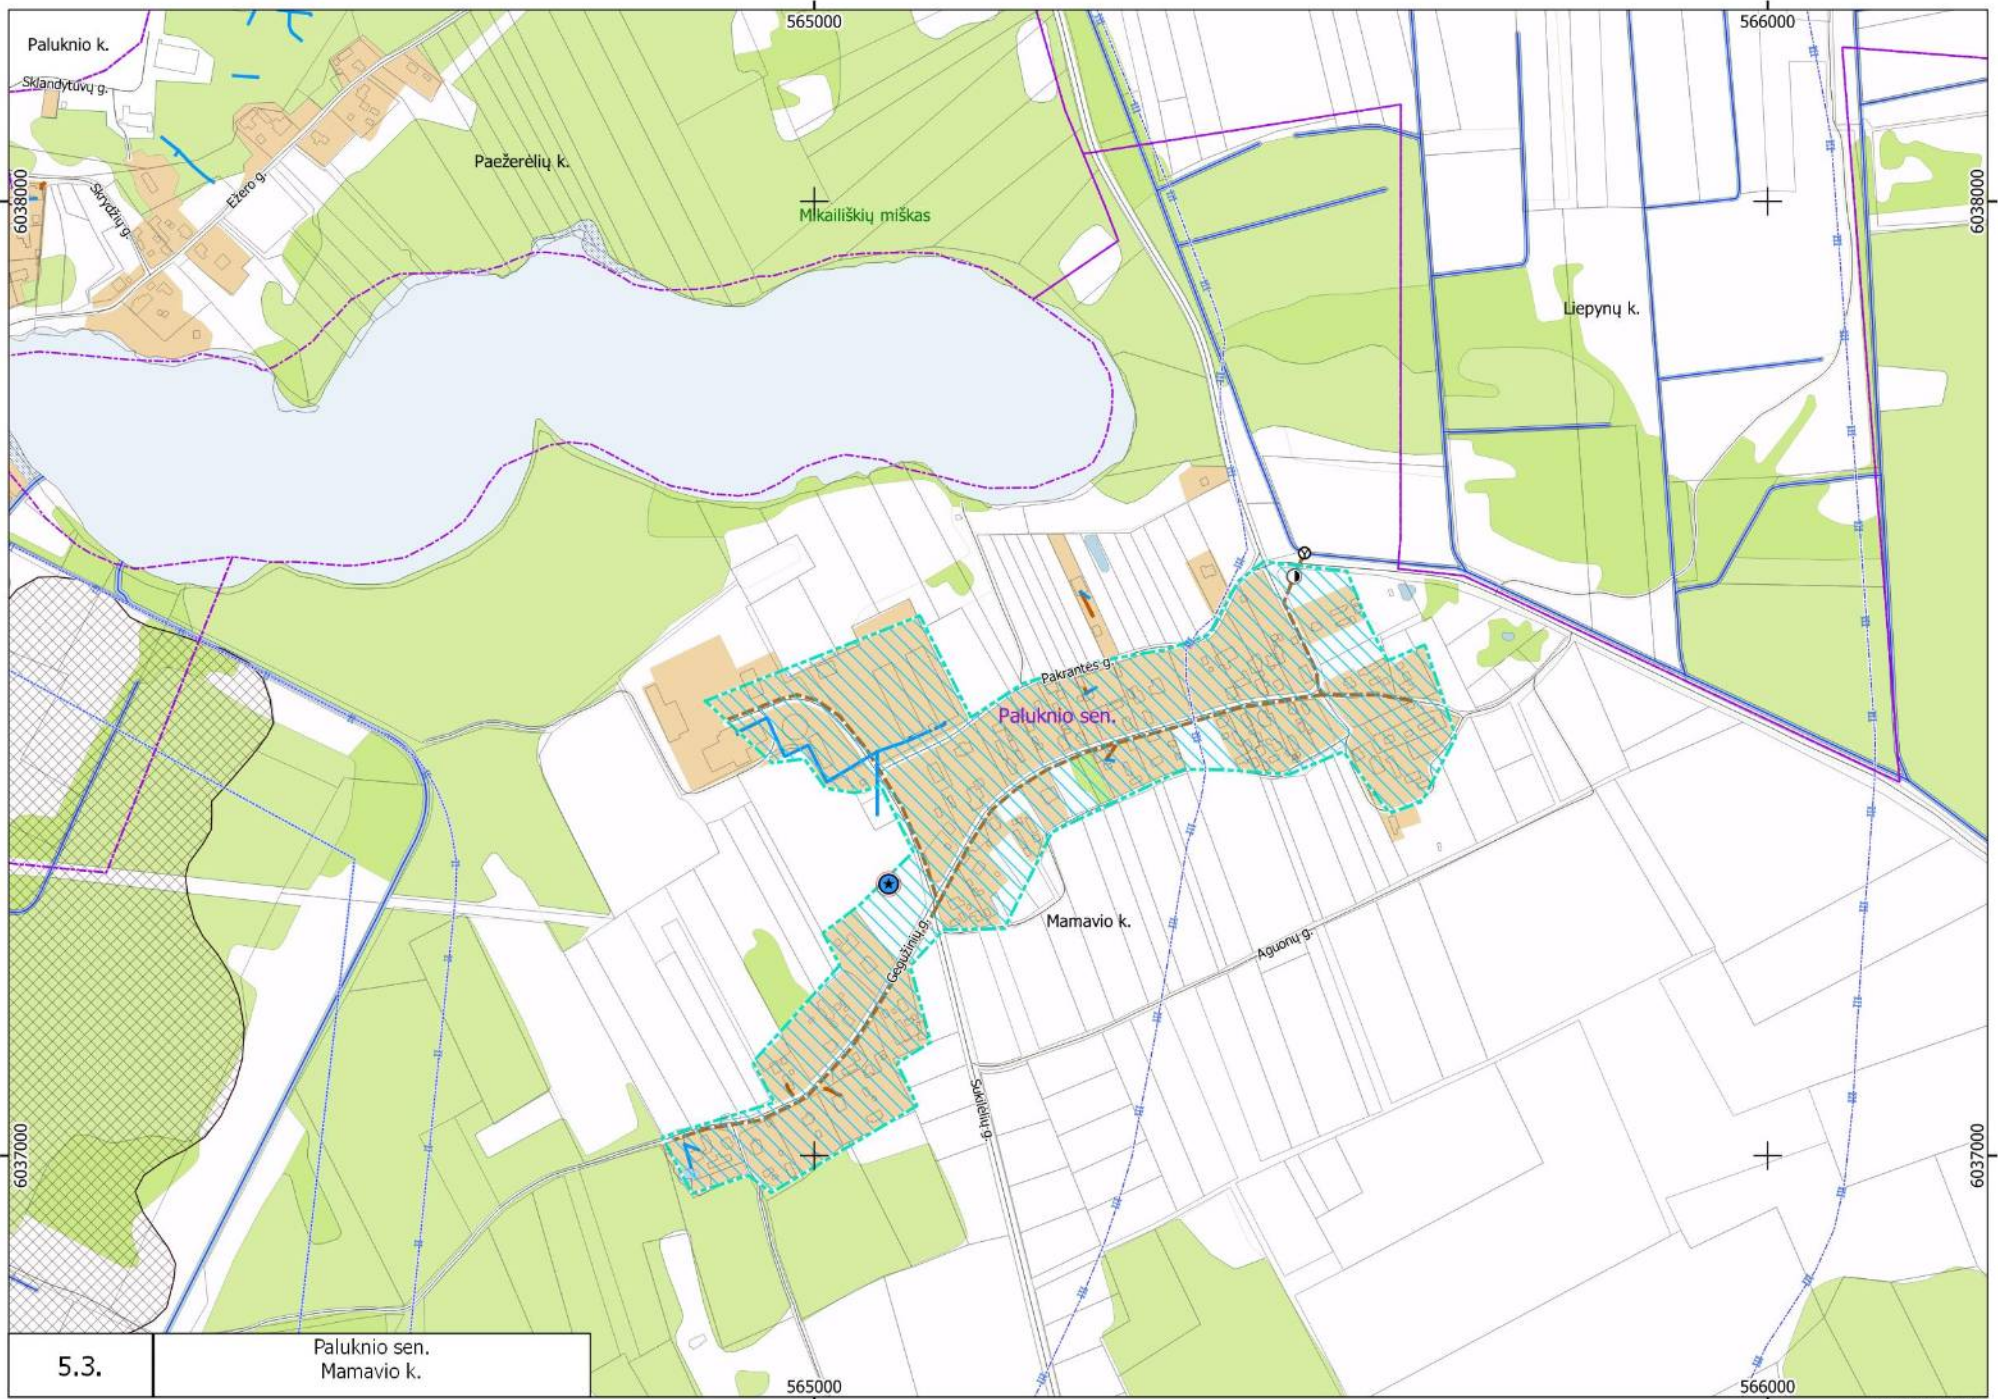 565000
566000
Paluknio k.
Sklandytuvų g.
Paežerėlių k.
Ežero g.
Skrydžių g.
6038000
6038000
Mikailiškių miškas
Liepynų k.
Pakrantės g.
Paluknio sen.
Mamavio k.
Gegužinių g.
Aguonų g.
Sukilėlių g.
6037000
6037000
5.3.
Paluknio sen.
Mamavio k.
565000
566000